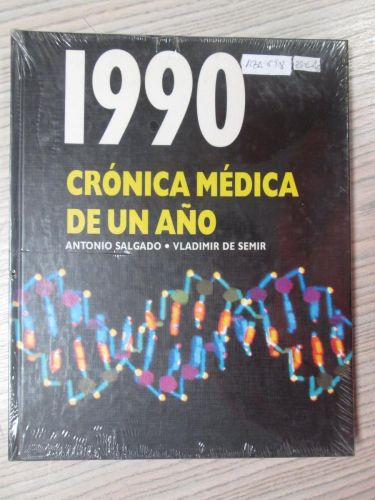 1990
CRÓNICA MÉDICA
DE UN AÑO
ANTONIO SALGADO • VLADIMIR DE SEMIR